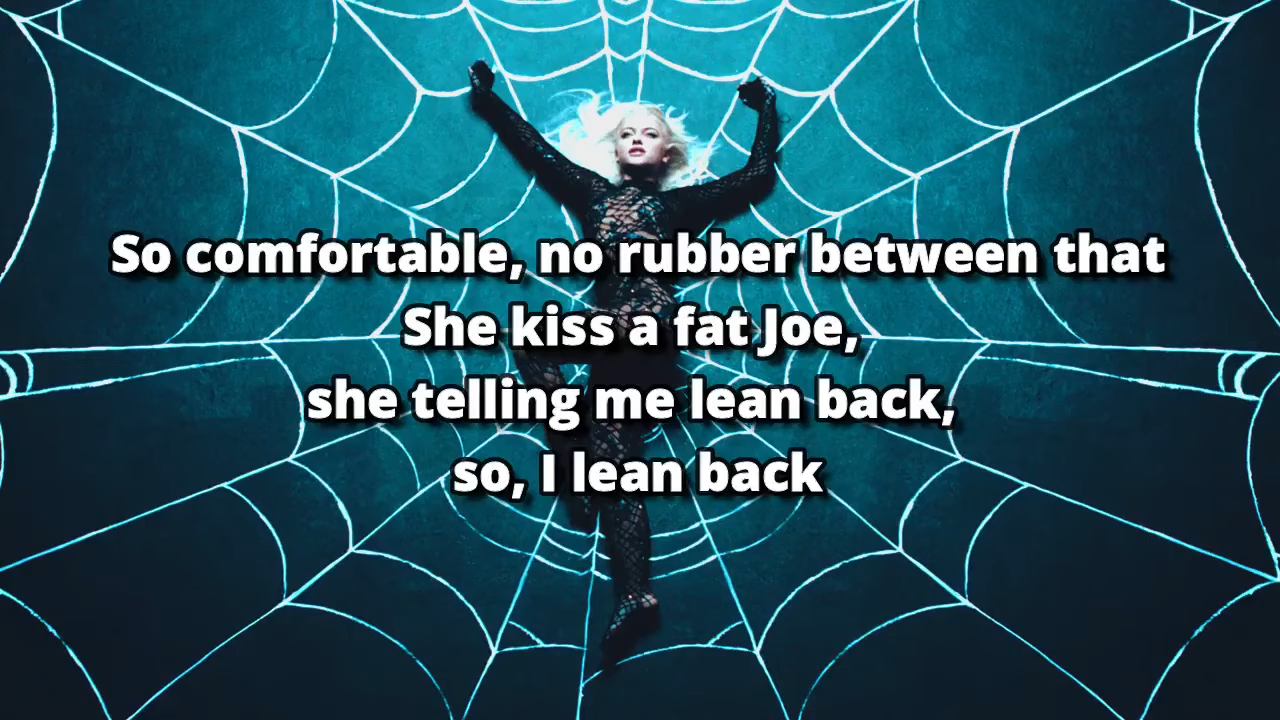 So comfortable, no rubber between that
She kiss a fat Joe,
she telling me lean back,
so, I lean back